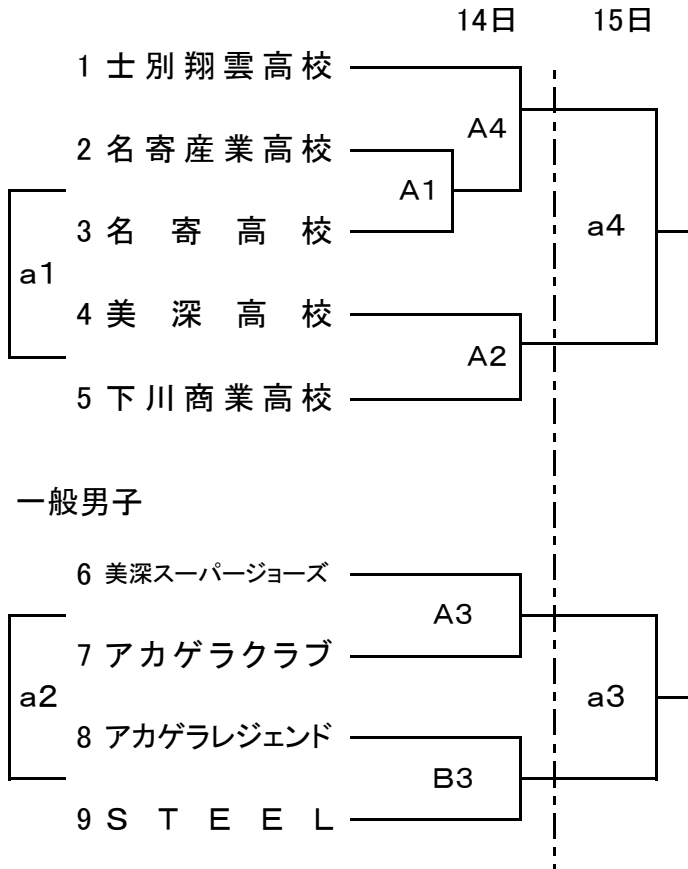 14日 15日
1 士別翔雲高校
A4
2 名寄産業高校
A1
3 名寄高校
a4
a1
4 美深高校
A2
5 下川商業高校
一般男子
6 美深スーパージョーズ
A3
7 アカゲラクラブ
a2
a3
8 アカゲラレジェンド
B3
9 ＳＴＥＥＬ